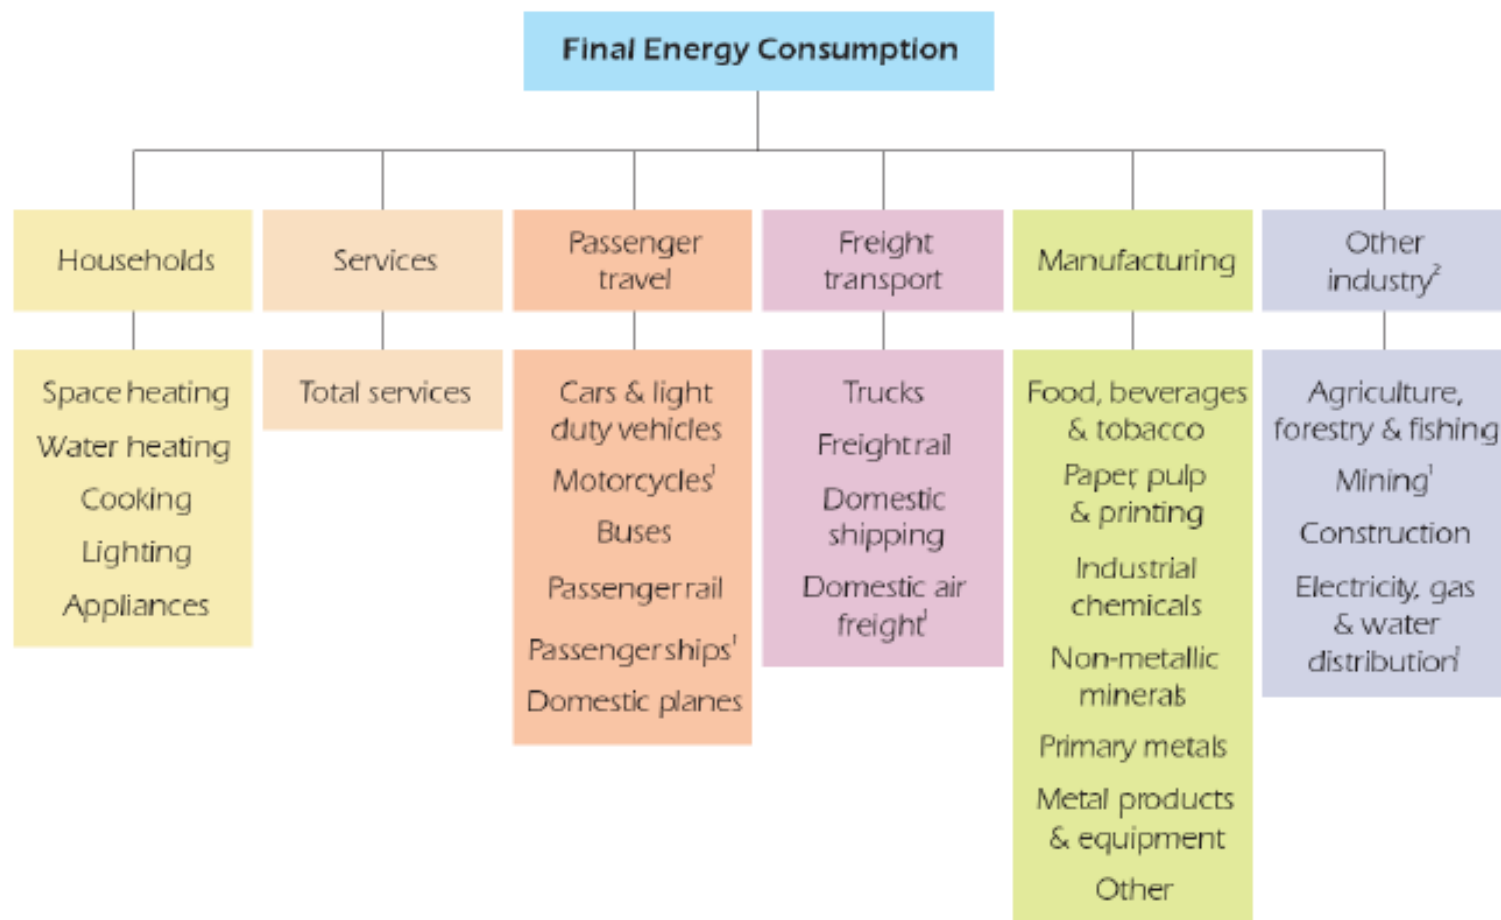 Final Energy Consumption
Households
Services
Passenger
travel
Freight
transport
Manufacturing
Other
industry²
Space heating
Water heating
Cooking
Lighting
Appliances
Total services
Cars & light
duty vehicles
Motorcycles¹
Buses
Passenger rail
Passenger ships¹
Domestic planes
Trucks
Freight rail
Domestic
shipping
Domestic air
freight¹
Food, beverages
& tobacco
Paper, pulp
& printing
Industrial
chemicals
Non-metallic
minerals
Primary metals
Metal products
& equipment
Other
Agriculture,
forestry & fishing
Mining¹
Construction
Electricity, gas
& water
distribution¹